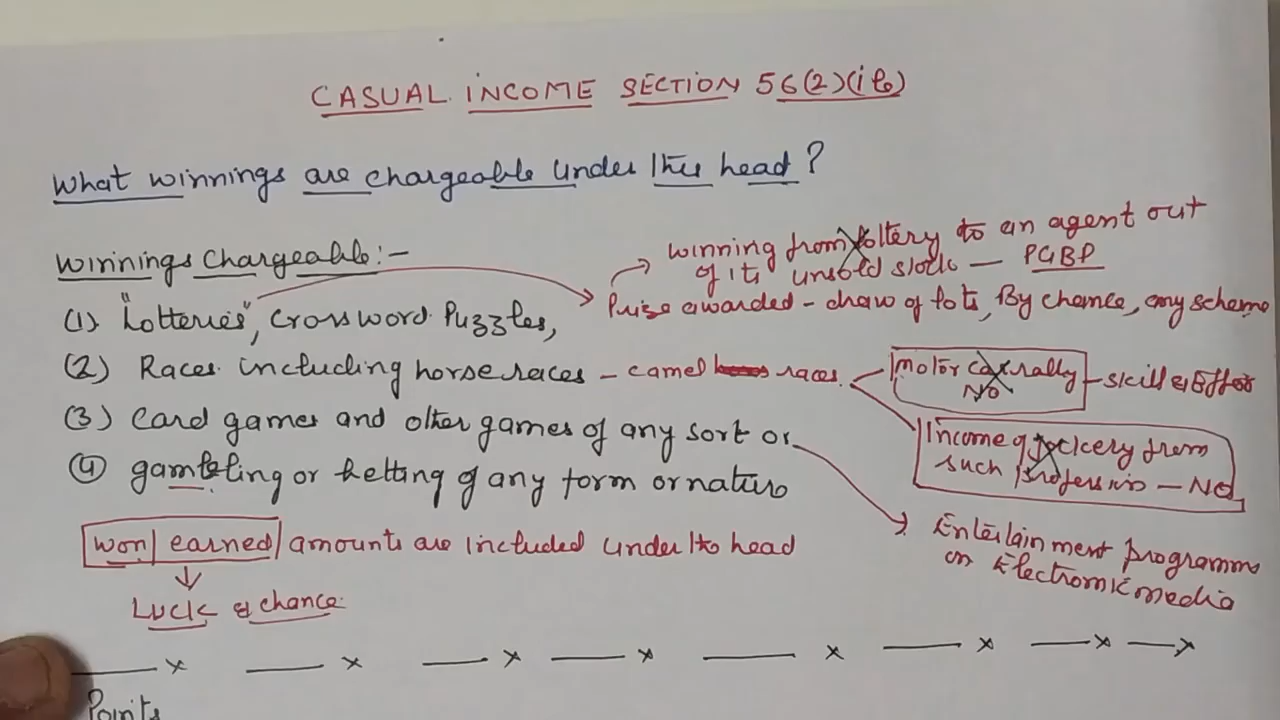 CASUAL INCOME SECTION 56(2)(ib)
What winnings are chargeable under this head?
Winnings Chargeable:-
(1) "Lotteries", Crossword Puzzles,
(2) Races including horseraces - camel races
(3) Card games and other games of any sort or
(4) gambling or betting of any form or nature
won/earned amounts are included under the head
Luck & chance
winning from lottery to an agent out
of its unsold stock - PGBP
Prize awarded - draw of lots, By chance, any scheme
motor car rally - skill & Effort
NO
Income of jockery from
such profession - NO
Entertainment programme
on Electronic media
Points